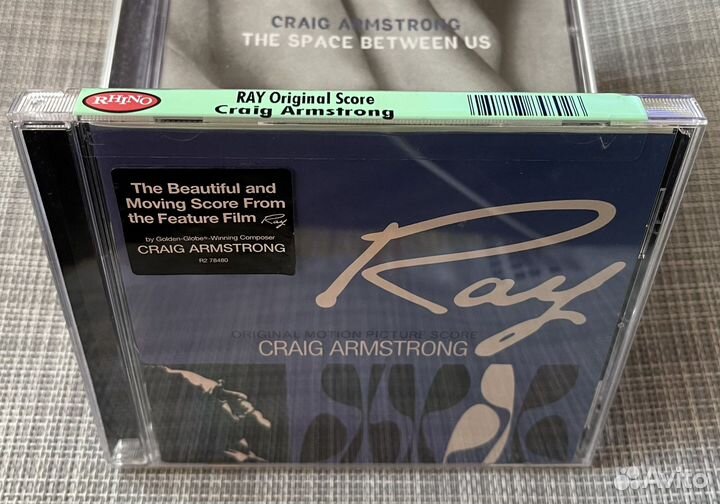 CRAIG ARMSTRONG
THE SPACE BETWEEN US
RHINO
RAY Original Score
Craig Armstrong
The Beautiful and
Moving Score From
the Feature Film Ray
by Golden-Globe®-Winning Composer
CRAIG ARMSTRONG
R2 78480
Ray
ORIGINAL MOTION PICTURE SCORE
CRAIG ARMSTRONG
Avito